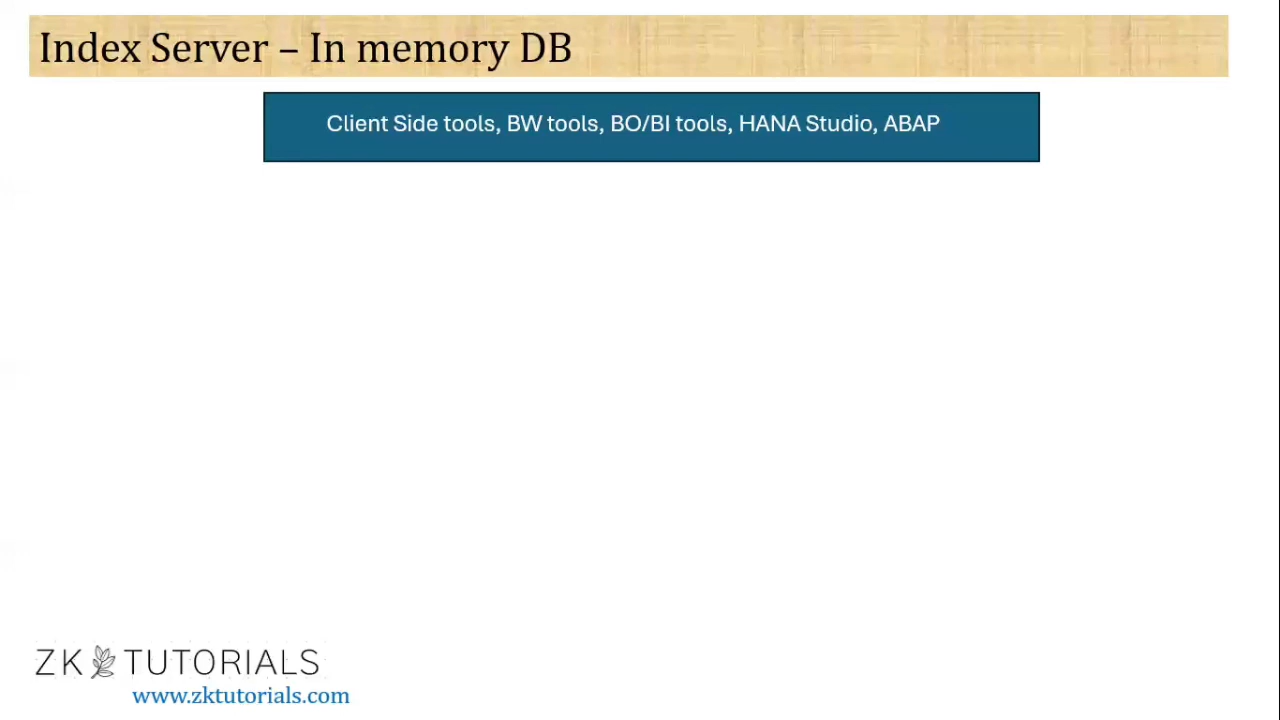 Index Server – In memory DB
Client Side tools, BW tools, BO/BI tools, HANA Studio, ABAP
ZK TUTORIALS
www.zktutorials.com